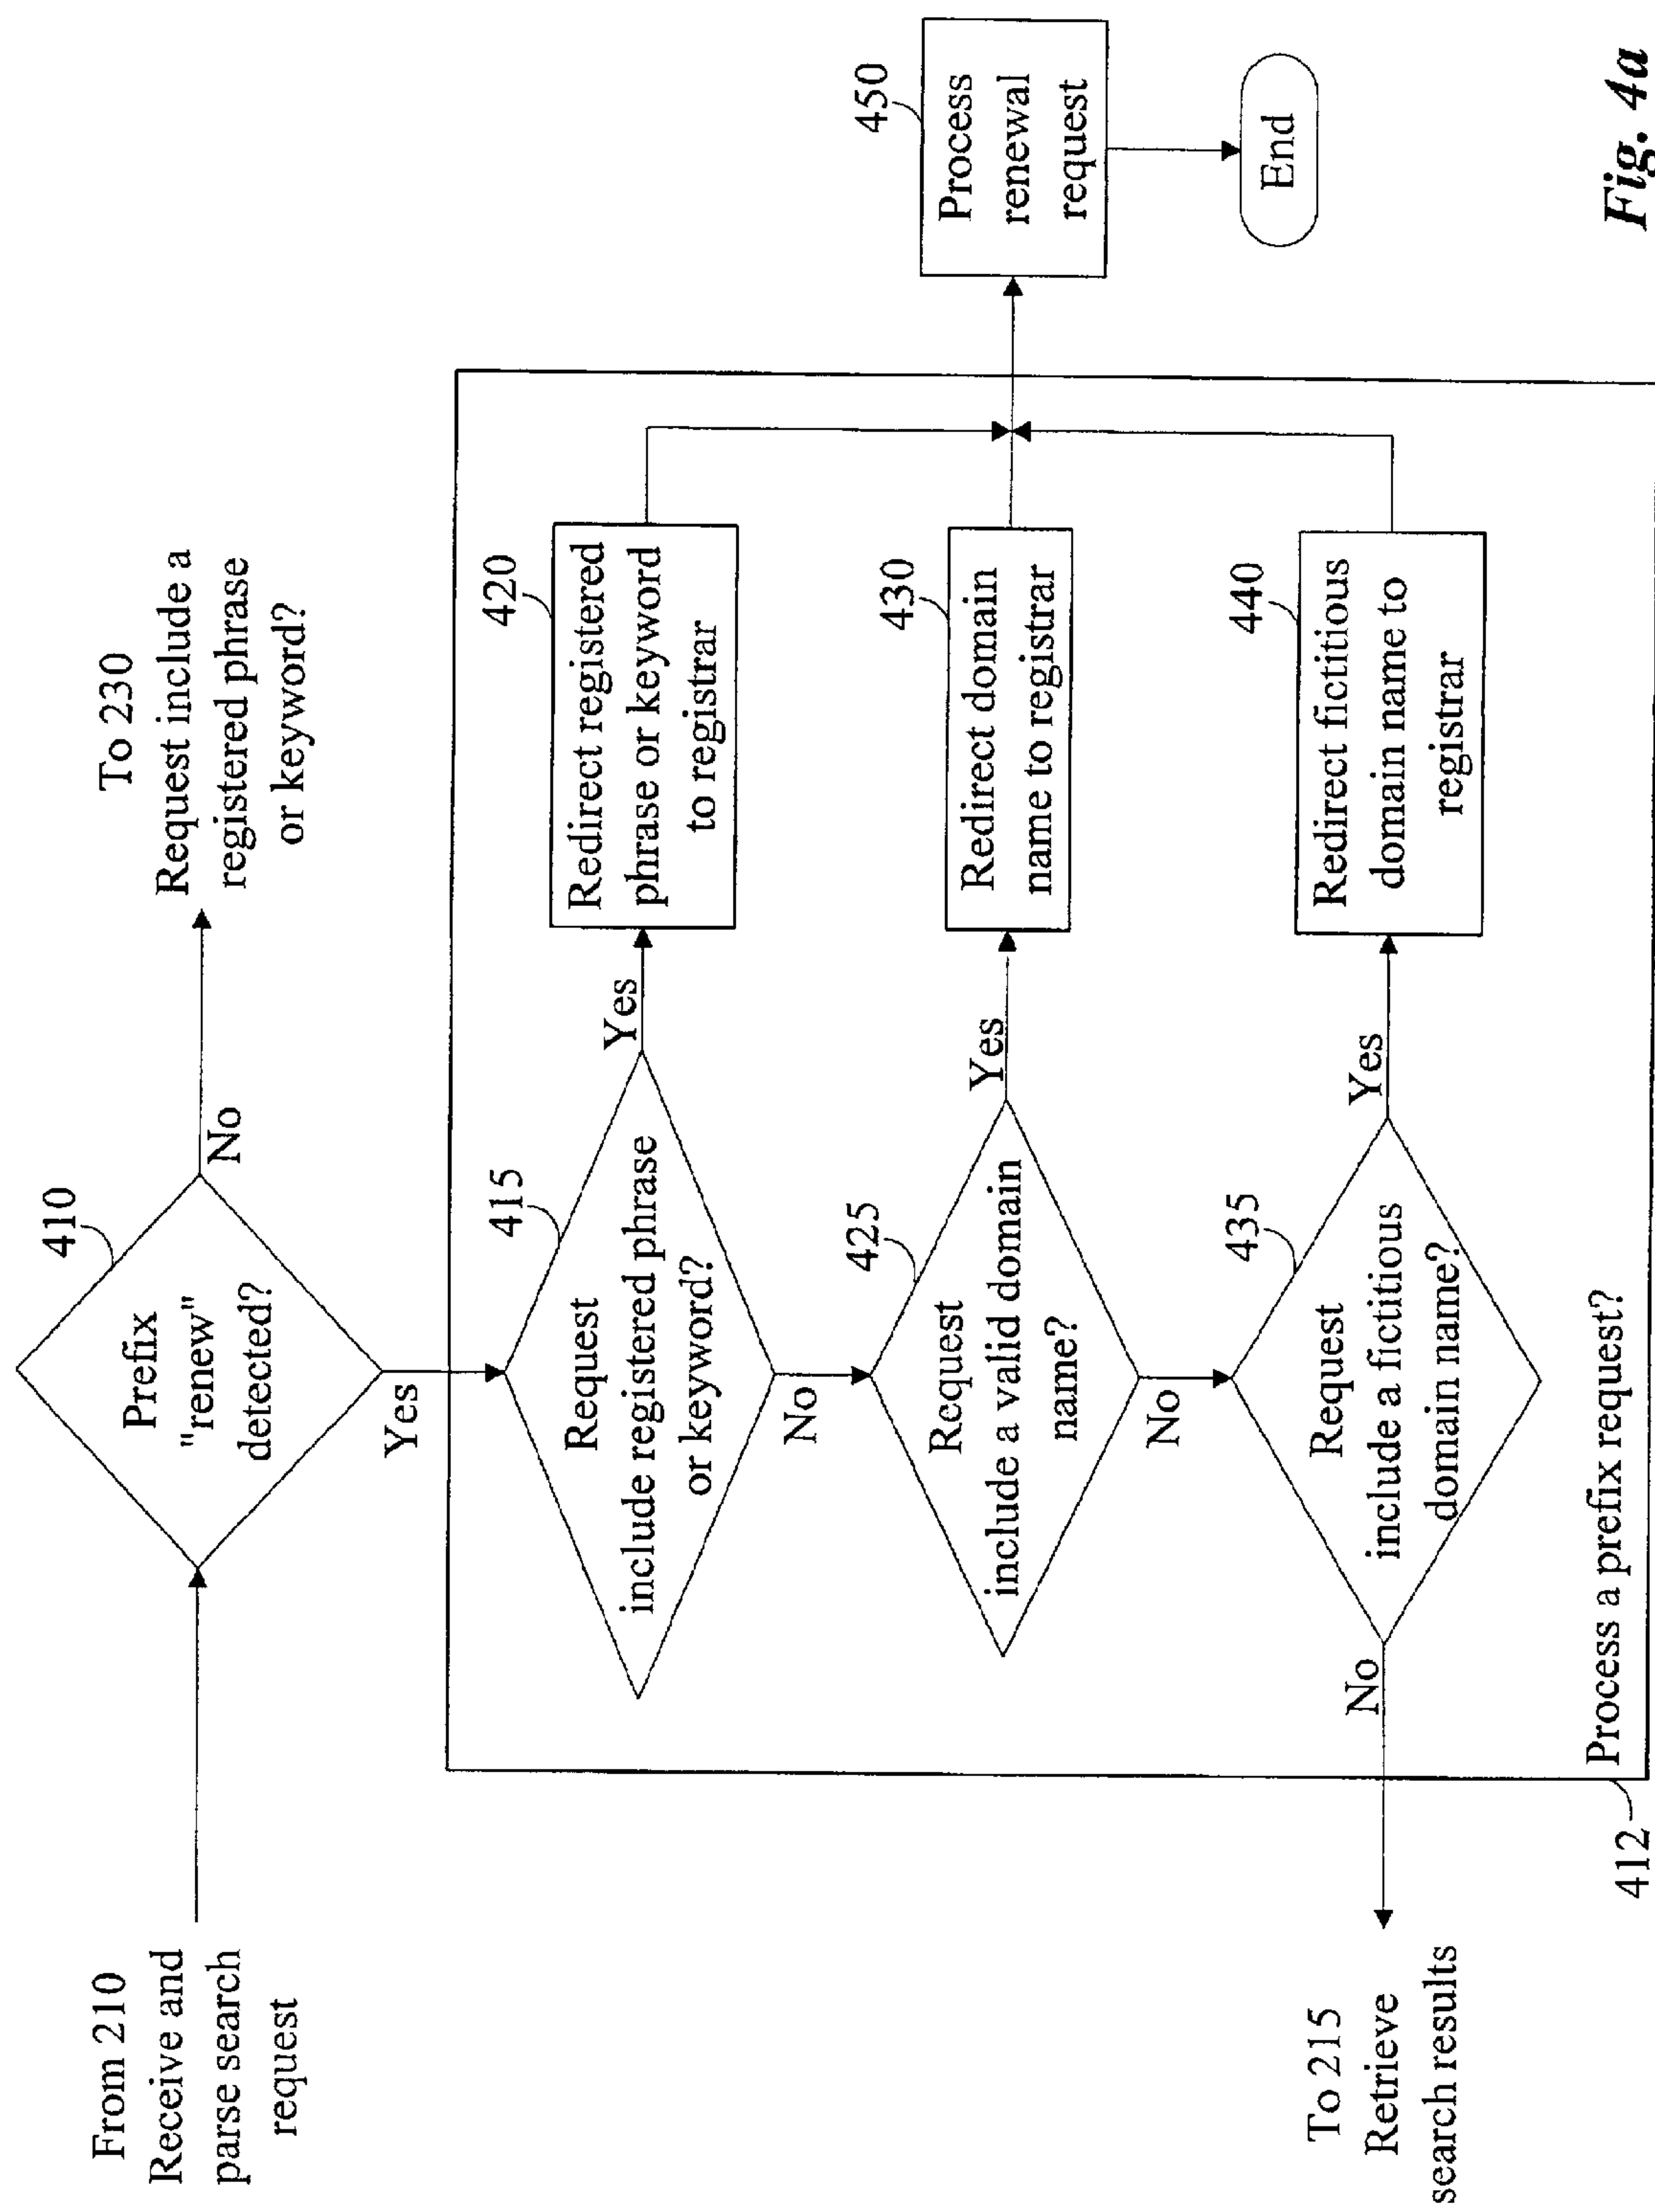 From 210
Receive and
parse search
request
Prefix
"renew"
detected?
410
No
To 230
Request include a
registered phrase
or keyword?
Yes
Request
include registered phrase
or keyword?
415
Yes
Redirect registered
phrase or keyword
to registrar
420
No
Request
include a valid domain
name?
425
Yes
Redirect domain
name to registrar
430
No
Request
include a fictitious
domain name?
435
Yes
Redirect fictitious
domain name to
registrar
440
No
To 215
Retrieve
search results
Process
renewal
request
450
End
Process a prefix request?
412
Fig. 4a